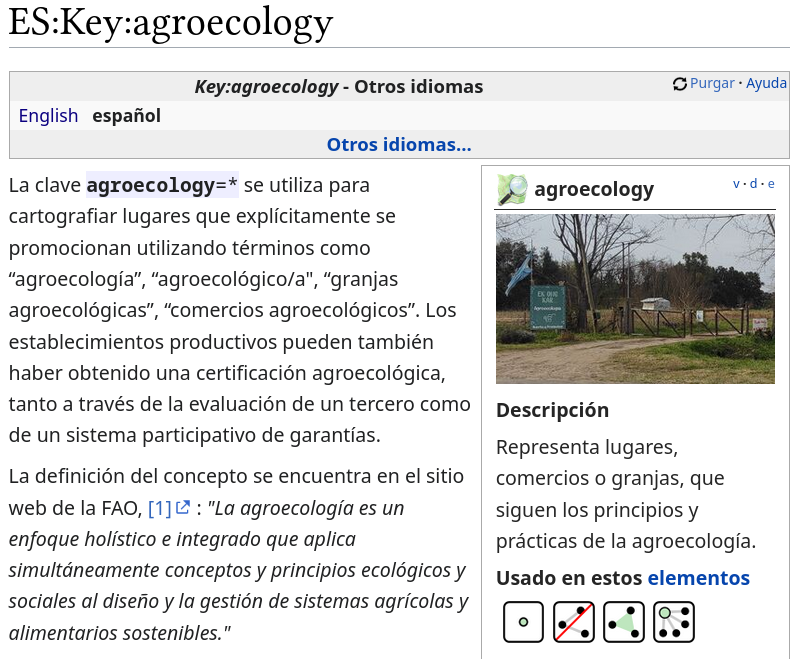 ES:Key:agroecology
Key:agroecology - Otros idiomas
Purgar · Ayuda
English español
Otros idiomas...
La clave agroecology=* se utiliza para
cartografiar lugares que explícitamente se
promocionan utilizando términos como
“agroecología”, “agroecológico/a", “granjas
agroecológicas”, “comercios agroecológicos”. Los
establecimientos productivos pueden también
haber obtenido una certificación agroecológica,
tanto a través de la evaluación de un tercero como
de un sistema participativo de garantías.
La definición del concepto se encuentra en el sitio
web de la FAO, [1] : "La agroecología es un
enfoque holístico e integrado que aplica
simultáneamente conceptos y principios ecológicos y
sociales al diseño y la gestión de sistemas agrícolas y
alimentarios sostenibles."
agroecology
v · d · e
Descripción
Representa lugares,
comercios o granjas, que
siguen los principios y
prácticas de la agroecología.
Usado en estos elementos